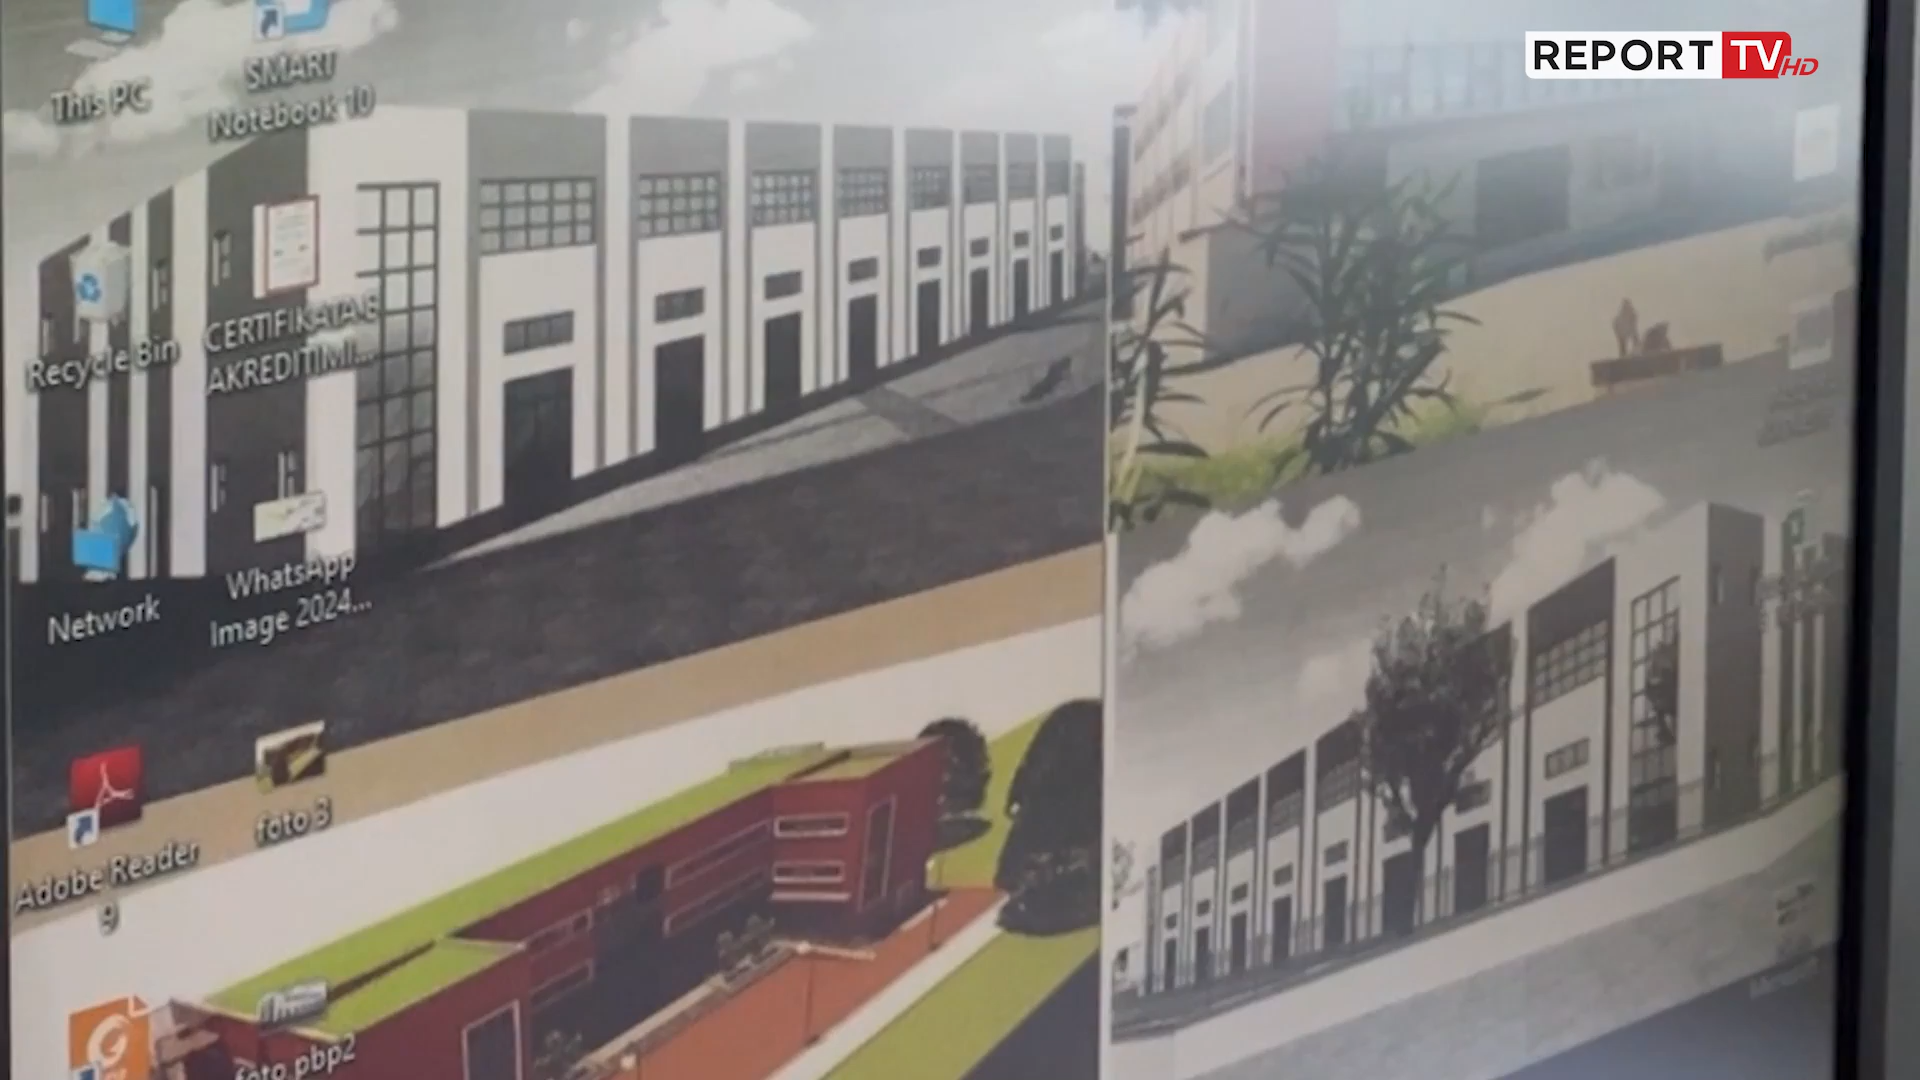 REPORT TV HD
This PC
SMART
Notebook 10
Recycle Bin
CERTIFIKATA E
AKREDITIMI...
Network
WhatsApp
Image 2024...
Adobe Reader
9
foto 3
foto pbp2